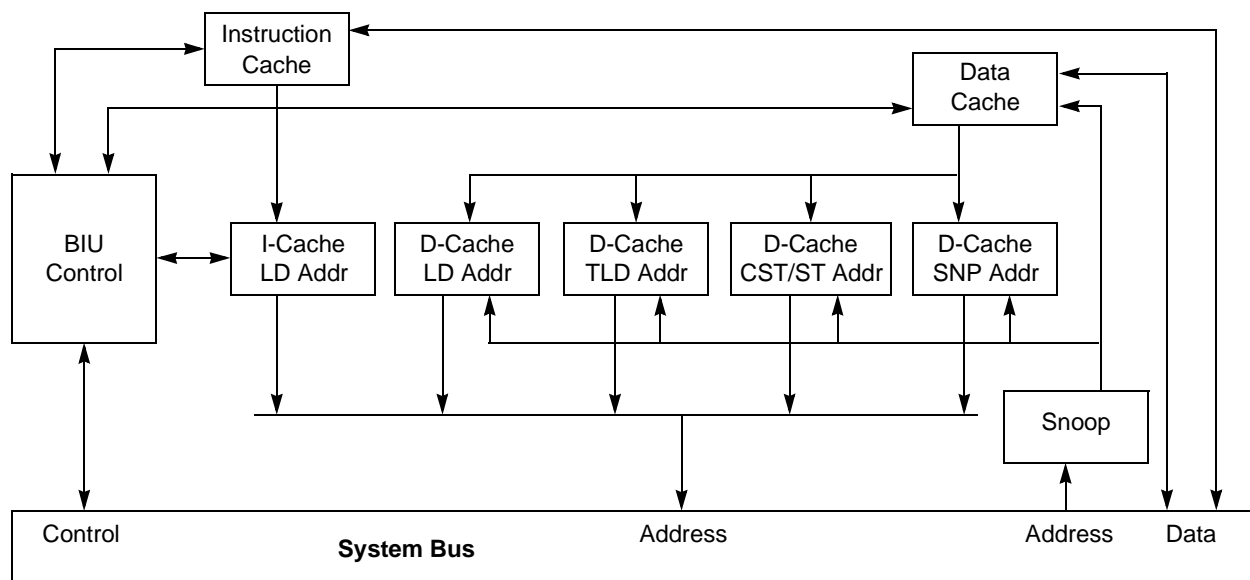 Instruction
Cache
Data
Cache
BIU
Control
I-Cache
LD Addr
D-Cache
LD Addr
D-Cache
TLD Addr
D-Cache
CST/ST Addr
D-Cache
SNP Addr
Snoop
Control
System Bus
Address
Address
Data